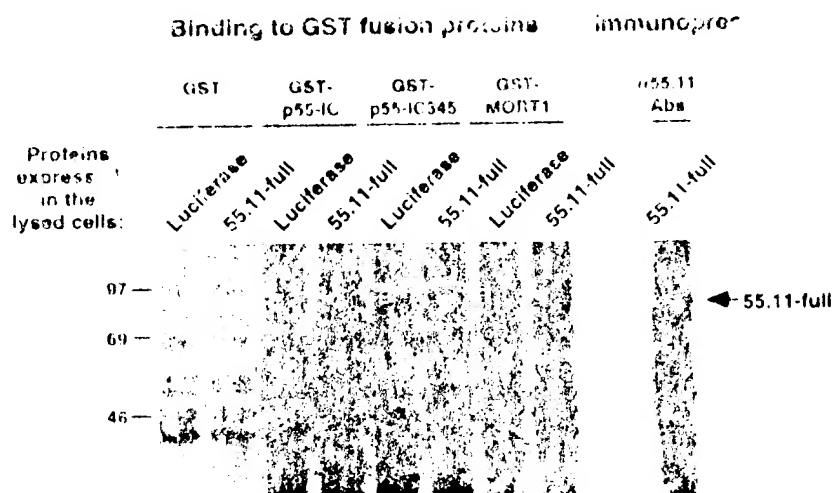 Binding to GST fusion proteins
GST
GST-
p55-IC
GST-
p55-IC345
GST-
MORT1
α55.11
Abs
Proteins
in the
lysed cells:
Luciferase
55.11-full
Luciferase
55.11-full
Luciferase
55.11-full
Luciferase
55.11-full
55.11-full
97
69
46
55.11-full